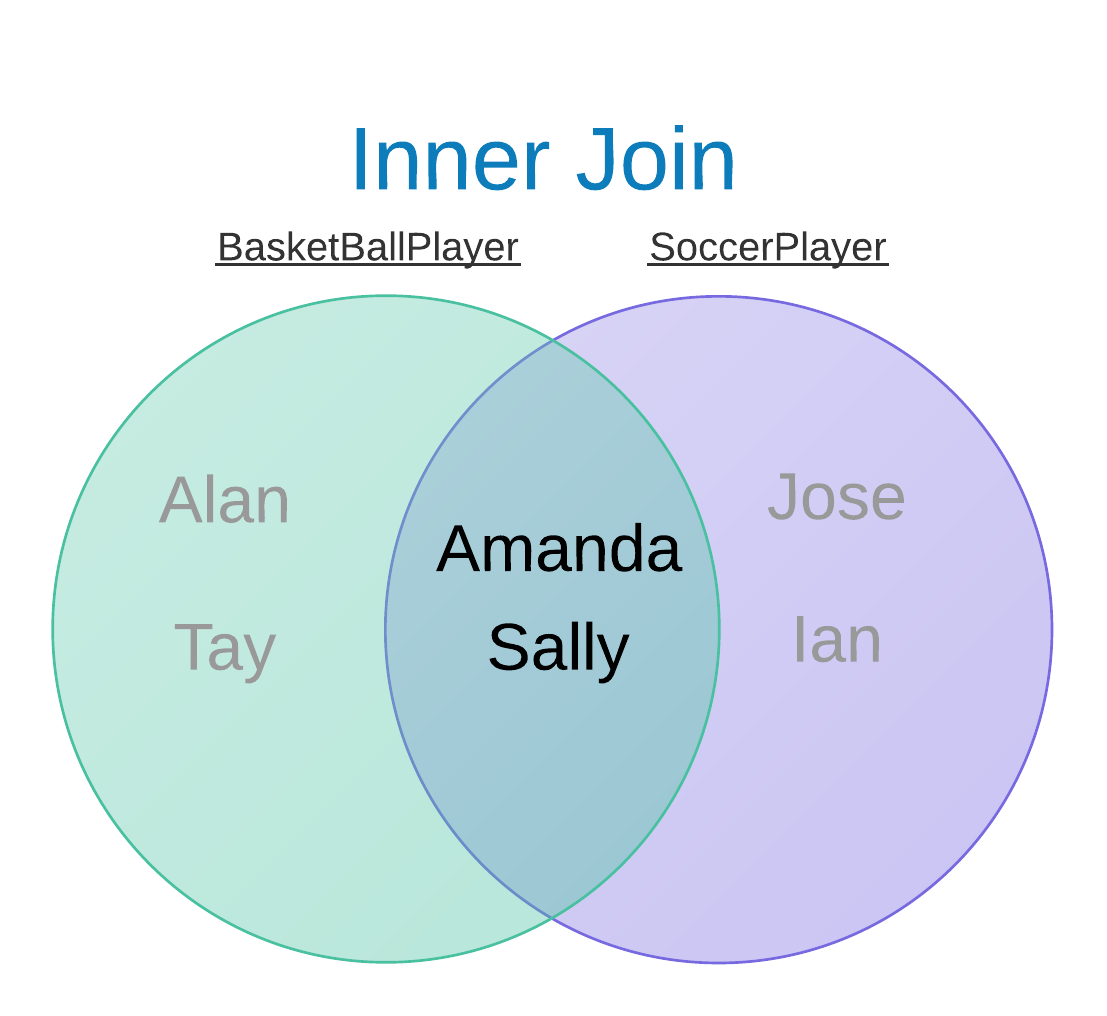 Inner Join
BasketBallPlayer SoccerPlayer
Alan
Tay
Amanda
Sally
Jose
Ian